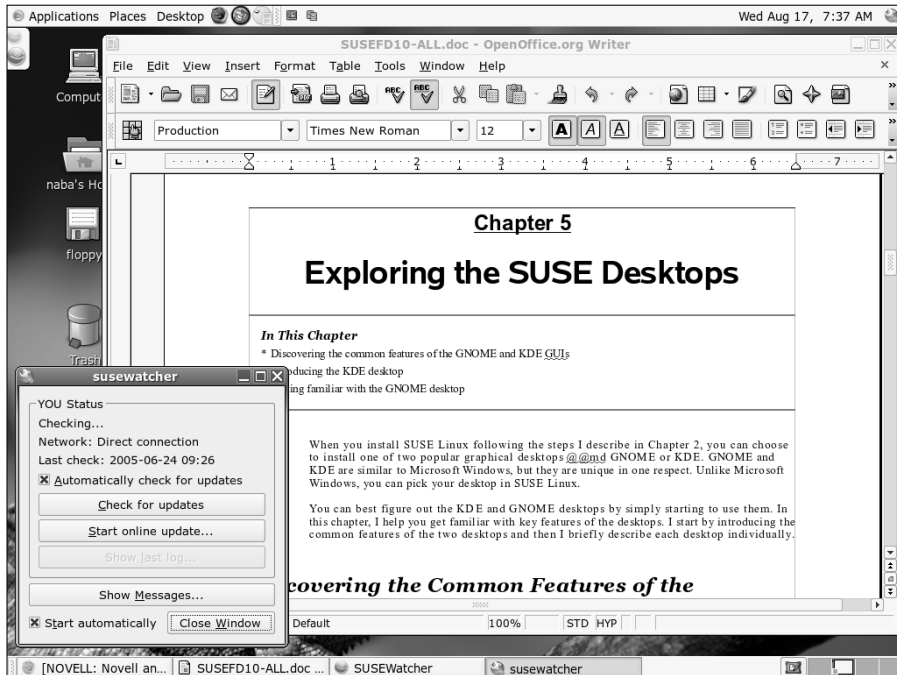 Applications Places Desktop
Wed Aug 17, 7:37 AM
SUSEFD10-ALL.doc - OpenOffice.org Writer
File Edit View Insert Format Table Tools Window Help
ABC ABC
Production Times New Roman 12 A A A
1 2 3 4 5 6 7
Comput
naba's Ho
floppy
Trash
Chapter 5
Exploring the SUSE Desktops
In This Chapter
* Discovering the common features of the GNOME and KDE GUIs
oducing the KDE desktop
ing familiar with the GNOME desktop
When you install SUSE Linux following the steps I describe in Chapter 2, you can choose
to install one of two popular graphical desktops @@md GNOME or KDE. GNOME and
KDE are similar to Microsoft Windows, but they are unique in one respect. Unlike Microsoft
Windows, you can pick your desktop in SUSE Linux.
You can best figure out the KDE and GNOME desktops by simply starting to use them. In
this chapter, I help you get familiar with key features of the desktops. I start by introducing the
common features of the two desktops and then I briefly describe each desktop individually.
covering the Common Features of the
Default 100% STD HYP
susewatcher
YOU Status
Checking...
Network: Direct connection
Last check: 2005-06-24 09:26
Automatically check for updates
Check for updates
Start online update...
Show last log...
Show Messages...
Start automatically Close Window
[NOVELL: Novell an... SUSEFD10-ALL.doc ... SUSEWatcher susewatcher